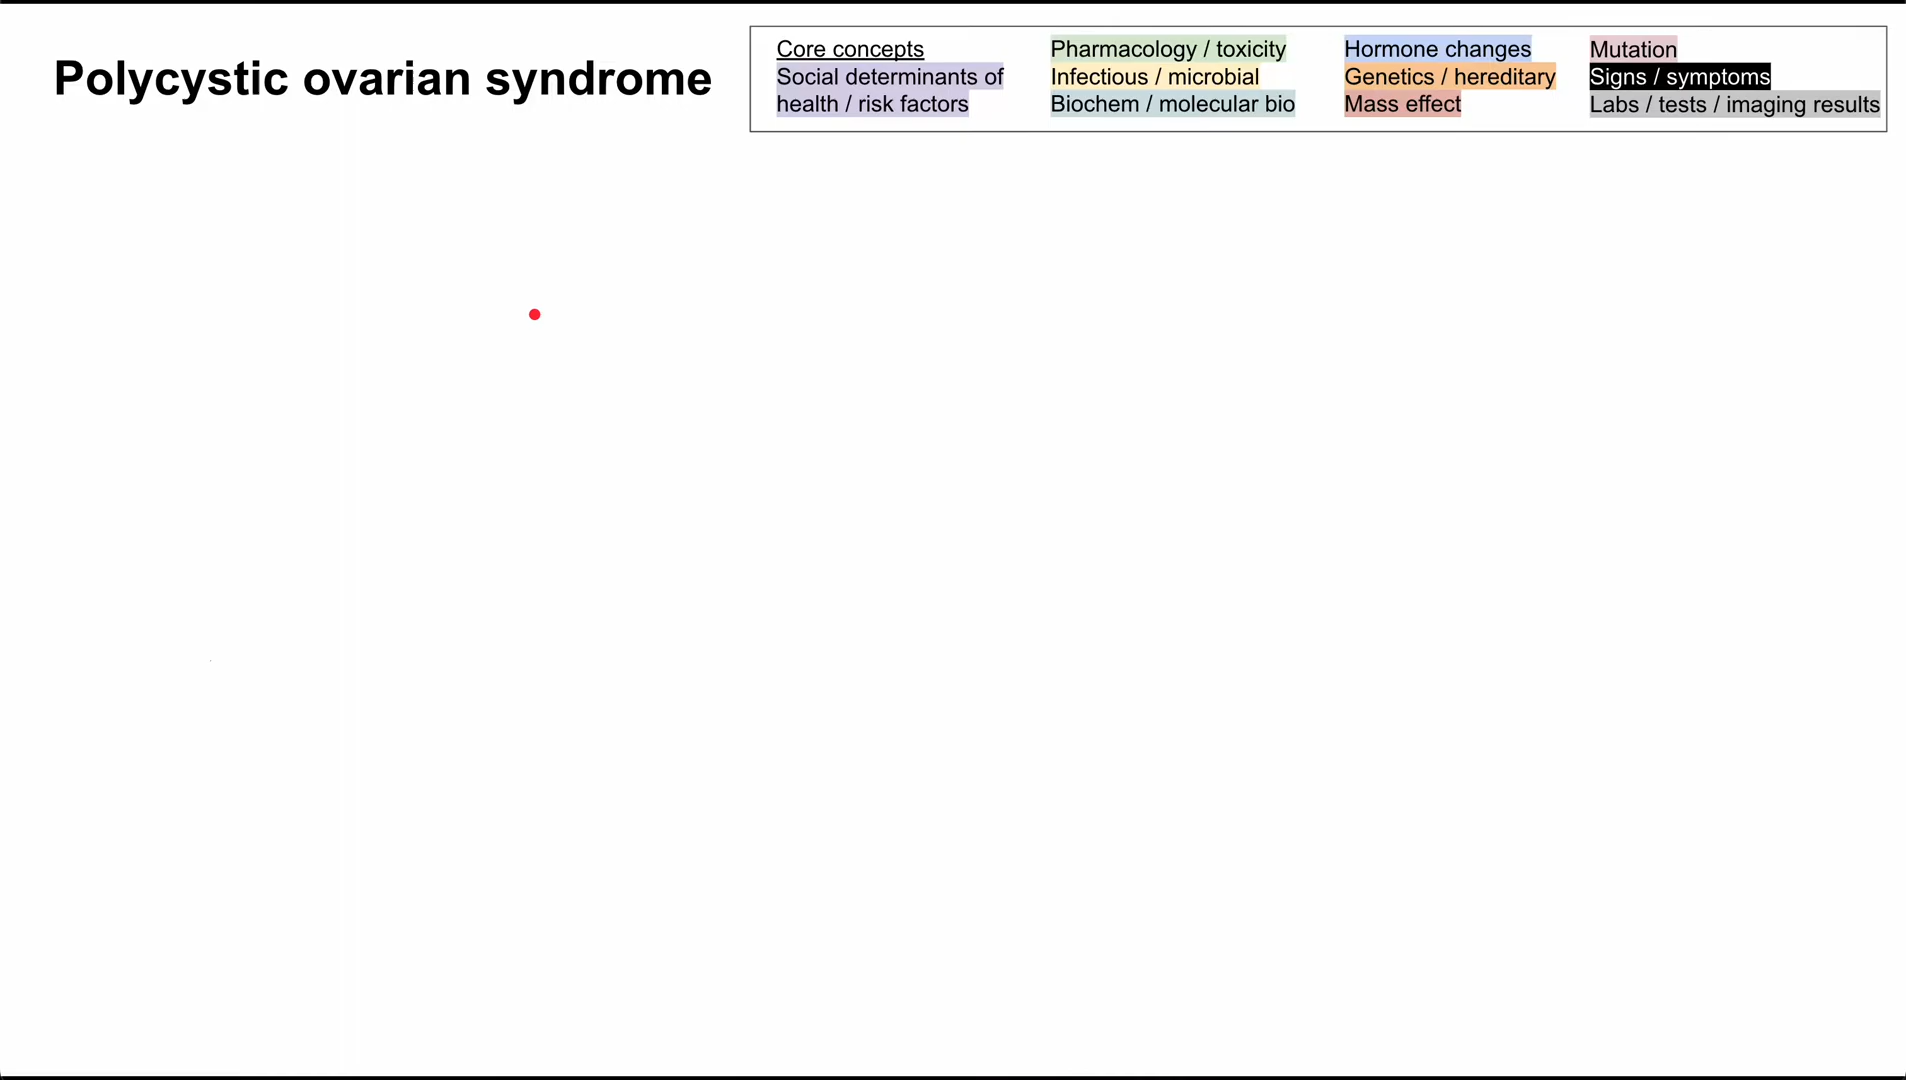 Polycystic ovarian syndrome
Core concepts
Social determinants of
health / risk factors
Pharmacology / toxicity
Infectious / microbial
Biochem / molecular bio
Hormone changes
Genetics / hereditary
Mass effect
Mutation
Signs / symptoms
Labs / tests / imaging results